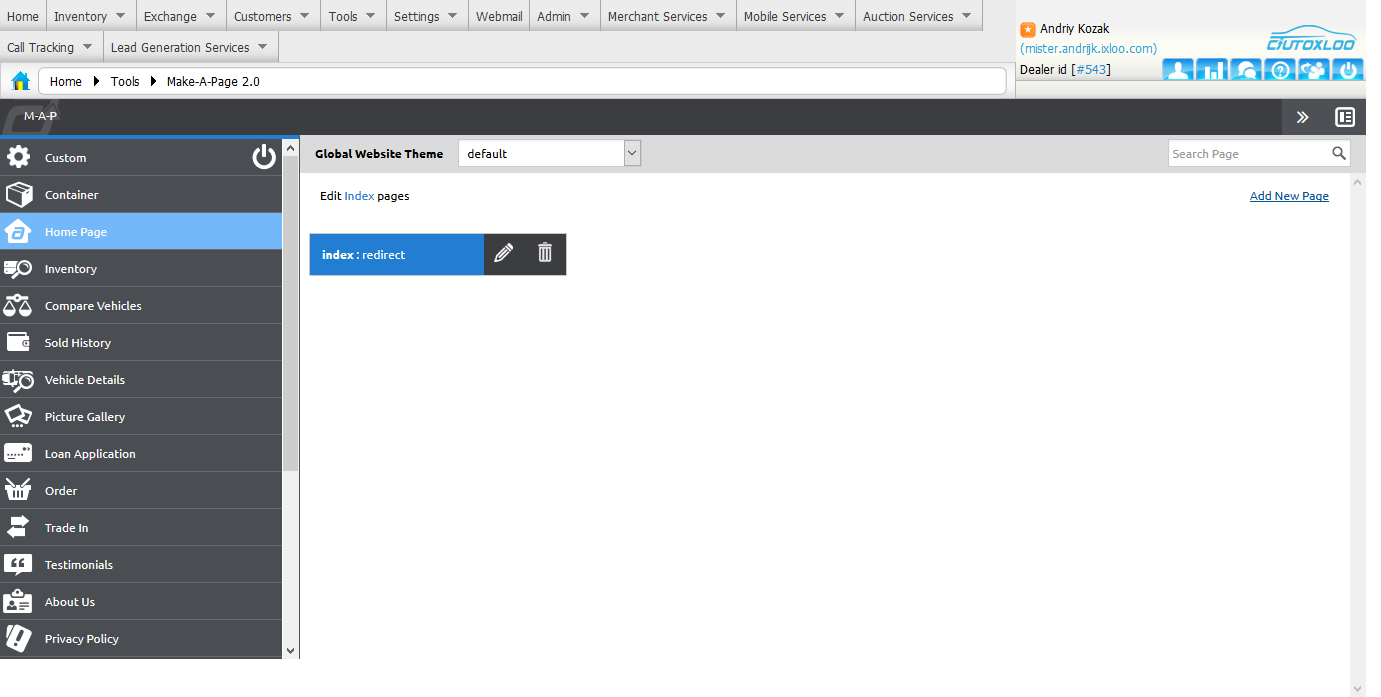 Home Inventory Exchange Customers Tools Settings Webmail Admin Merchant Services Mobile Services Auction Services
Call Tracking Lead Generation Services
Andriy Kozak
(mister.andrijk.ixloo.com)
Dealer id [#543]
AUTOXLOO
Home Tools Make-A-Page 2.0
M-A-P
Custom
Container
Home Page
Inventory
Compare Vehicles
Sold History
Vehicle Details
Picture Gallery
Loan Application
Order
Trade In
Testimonials
About Us
Privacy Policy
Global Website Theme default Search Page
Edit Index pages Add New Page
index : redirect